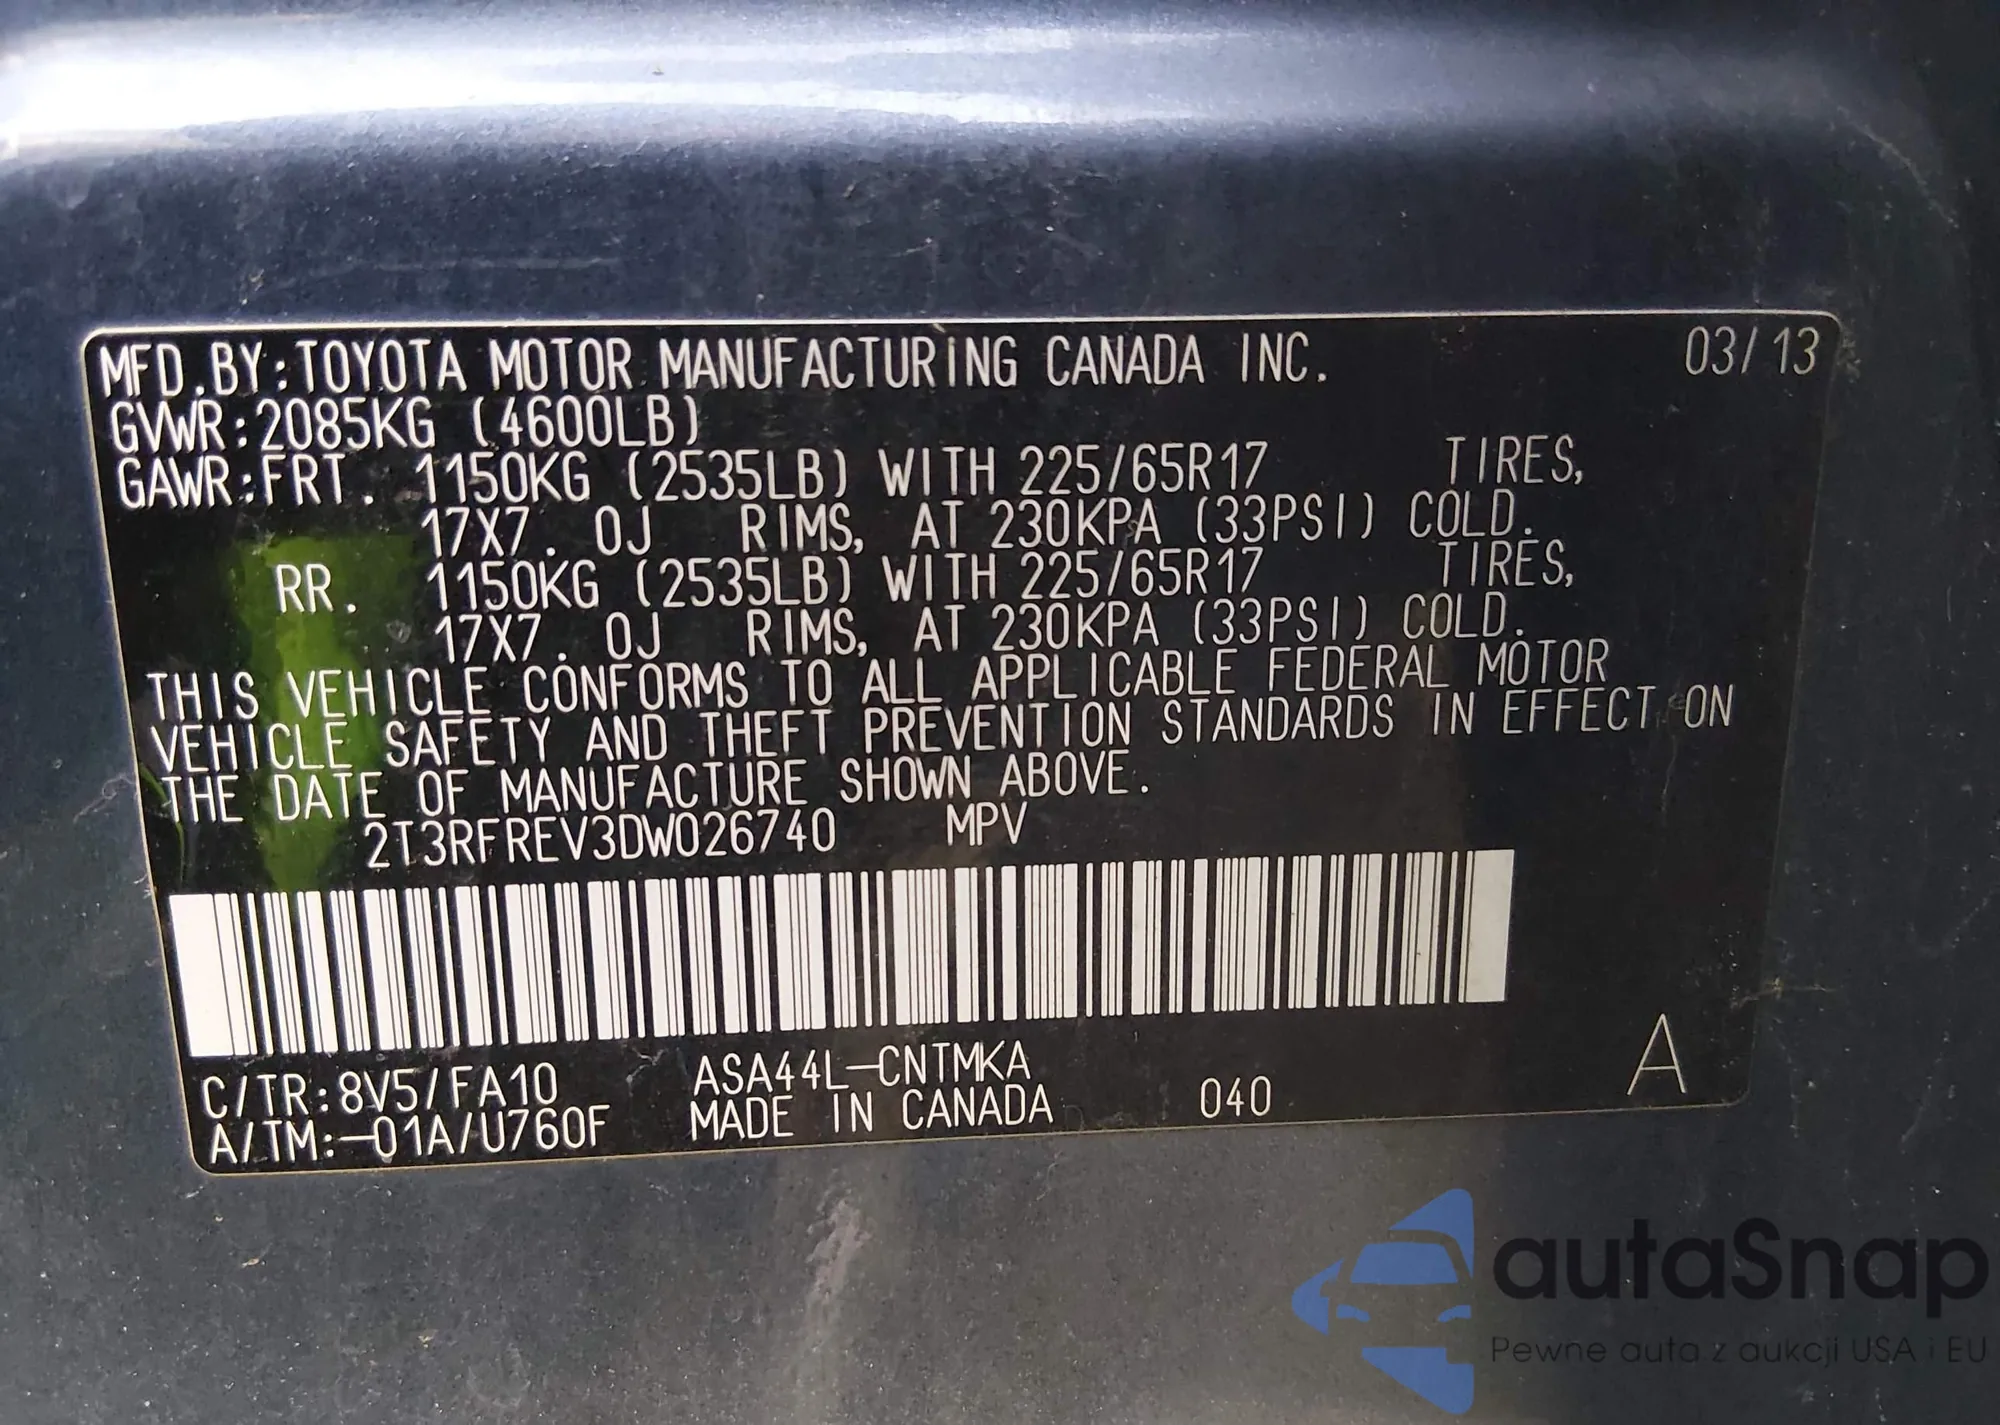 MFD.BY:TOYOTA MOTOR MANUFACTURING CANADA INC. 03/13
GVWR:2085KG (4600LB)
GAWR:FRT. 1150KG (2535LB) WITH 225/65R17 TIRES,
17X7.0J RIMS, AT 230KPA (33PSI) COLD.
RR. 1150KG (2535LB) WITH 225/65R17 TIRES,
17X7.0J RIMS, AT 230KPA (33PSI) COLD.
THIS VEHICLE CONFORMS TO ALL APPLICABLE FEDERAL MOTOR
VEHICLE SAFETY AND THEFT PREVENTION STANDARDS IN EFFECT ON
THE DATE OF MANUFACTURE SHOWN ABOVE.
2T3RFREV3DW026740 MPV
C/TR:8V5/FA10 ASA44L-CNTMKA
A/TM:-01A/U760F MADE IN CANADA 040 A
autaSnap
Pewne auta z aukcji USA i EU